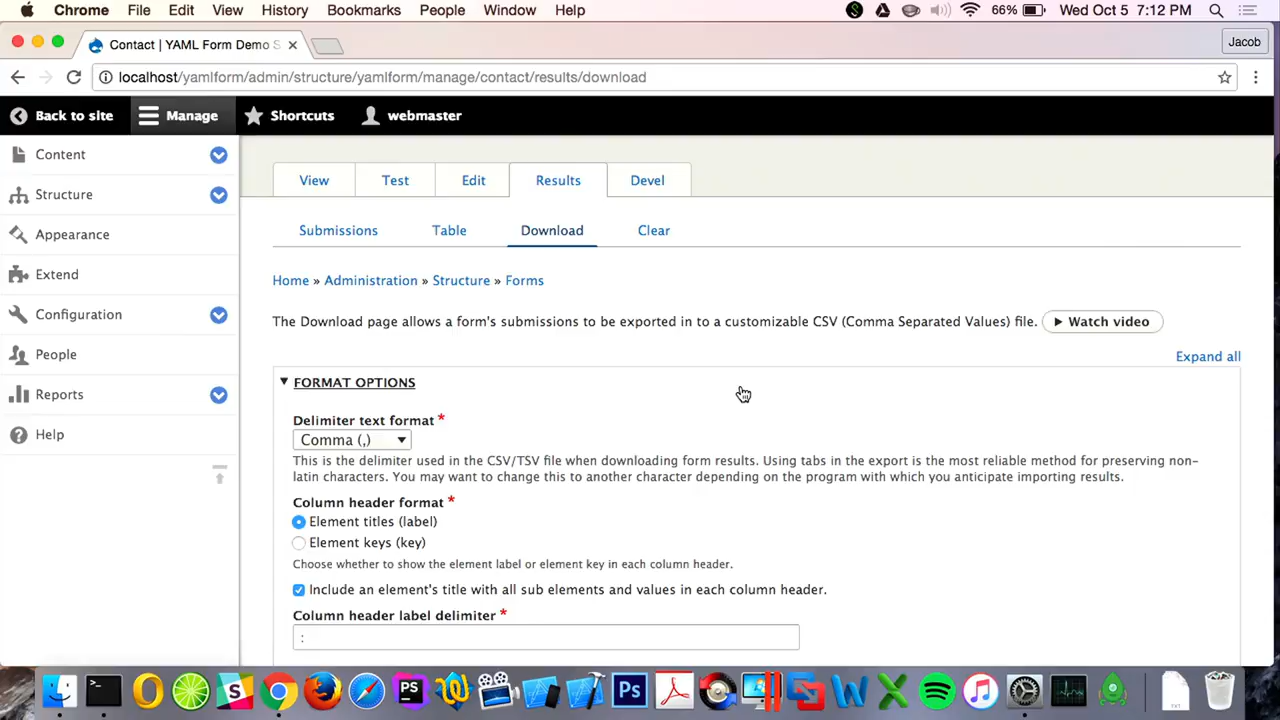 Chrome File Edit View History Bookmarks People Window Help 66% Wed Oct 5 7:12 PM
Contact | YAML Form Demo S Jacob
localhost/yamlform/admin/structure/yamlform/manage/contact/results/download
Back to site Manage Shortcuts webmaster
Content
Structure
Appearance
Extend
Configuration
People
Reports
Help
View Test Edit Results Devel
Submissions Table Download Clear
Home » Administration » Structure » Forms
The Download page allows a form's submissions to be exported in to a customizable CSV (Comma Separated Values) file. Watch video
Expand all
FORMAT OPTIONS
Delimiter text format *
Comma (,)
This is the delimiter used in the CSV/TSV file when downloading form results. Using tabs in the export is the most reliable method for preserving non-
latin characters. You may want to change this to another character depending on the program with which you anticipate importing results.
Column header format *
Element titles (label)
Element keys (key)
Choose whether to show the element label or element key in each column header.
Include an element's title with all sub elements and values in each column header.
Column header label delimiter *
: